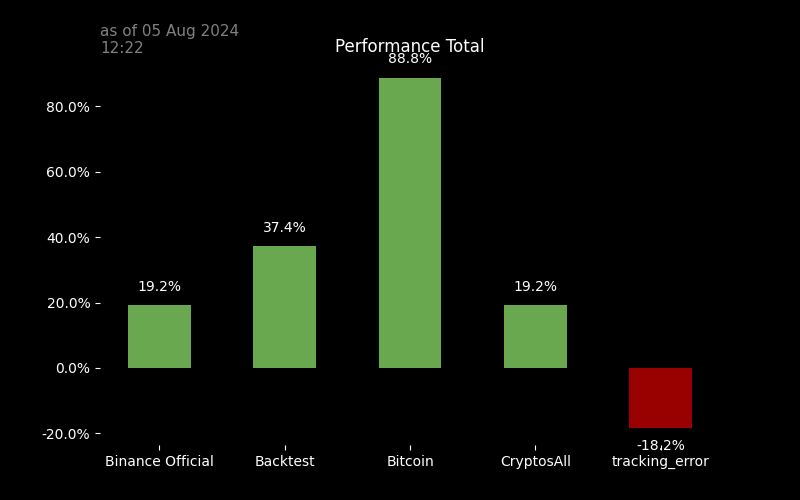 as of 05 Aug 2024
12:22
Performance Total
88.8%
80.0%
60.0%
37.4%
40.0%
19.2%
19.2%
20.0%
0.0%
-20.0%
-18.2%
Binance Official
Backtest
Bitcoin
CryptosAll
tracking_error